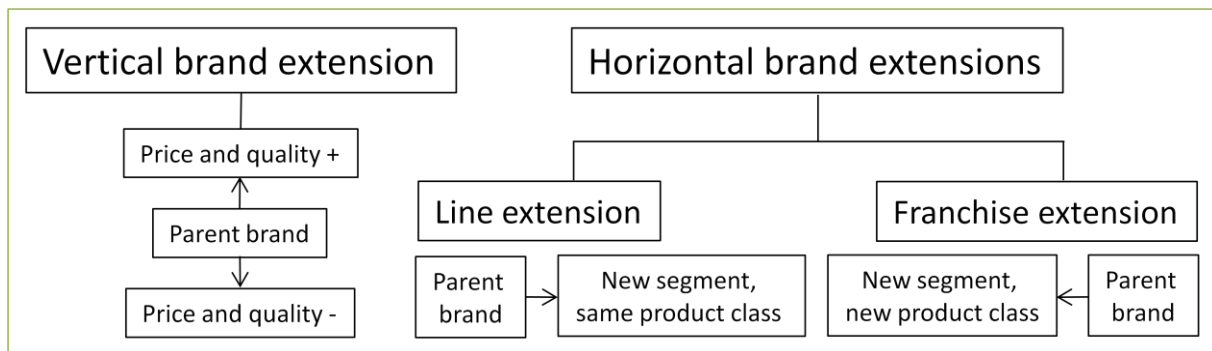 Vertical brand extension
Price and quality +
Parent brand
Price and quality -
Horizontal brand extensions
Line extension
Franchise extension
Parent
brand
New segment,
same product class
New segment,
new product class
Parent
brand